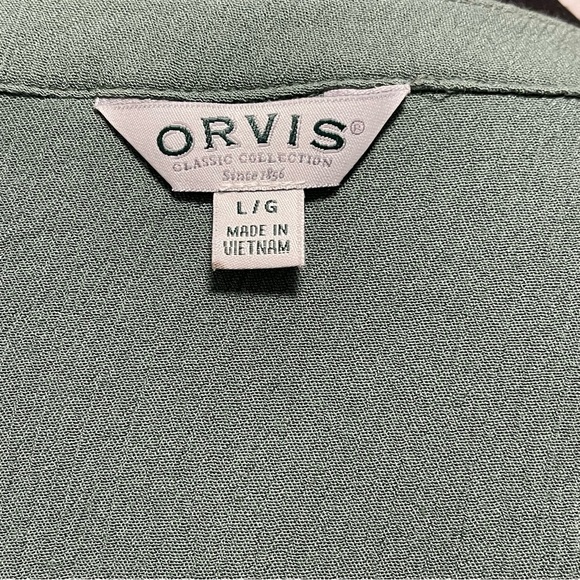 ORVIS®
CLASSIC COLLECTION
Since 1856
L/G
MADE IN
VIETNAM